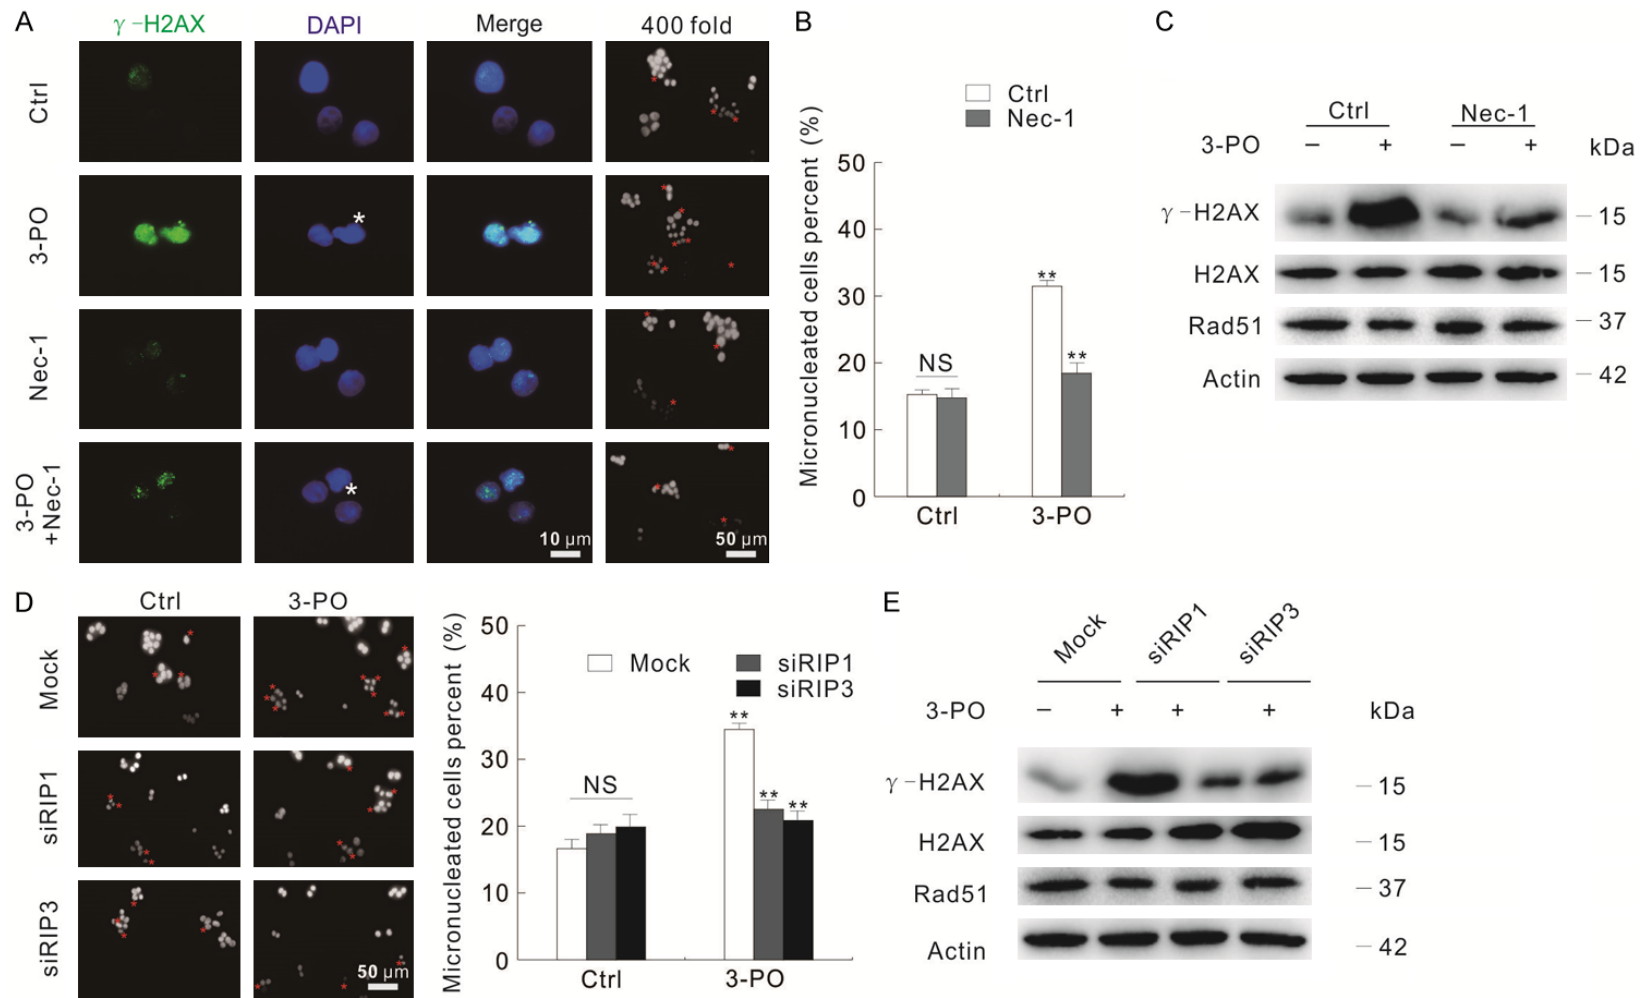 A
γ-H2AX
DAPI
Merge
400 fold
Ctrl
3-PO
*
Nec-1
3-PO
+Nec-1
*
10 μm
50 μm
B
Micronucleated cells percent (%)
Ctrl
Nec-1
50
40
30
20
10
0
NS
**
**
Ctrl
3-PO
C
Ctrl
Nec-1
3-PO
− + − +
kDa
γ-H2AX
15
H2AX
15
Rad51
37
Actin
42
D
Ctrl
3-PO
Mock
siRIP1
siRIP3
50 μm
Micronucleated cells percent (%)
Mock
siRIP1
siRIP3
50
40
30
20
10
0
NS
**
**
**
Ctrl
3-PO
E
Mock
siRIP1
siRIP3
3-PO
− + + +
kDa
γ-H2AX
15
H2AX
15
Rad51
37
Actin
42